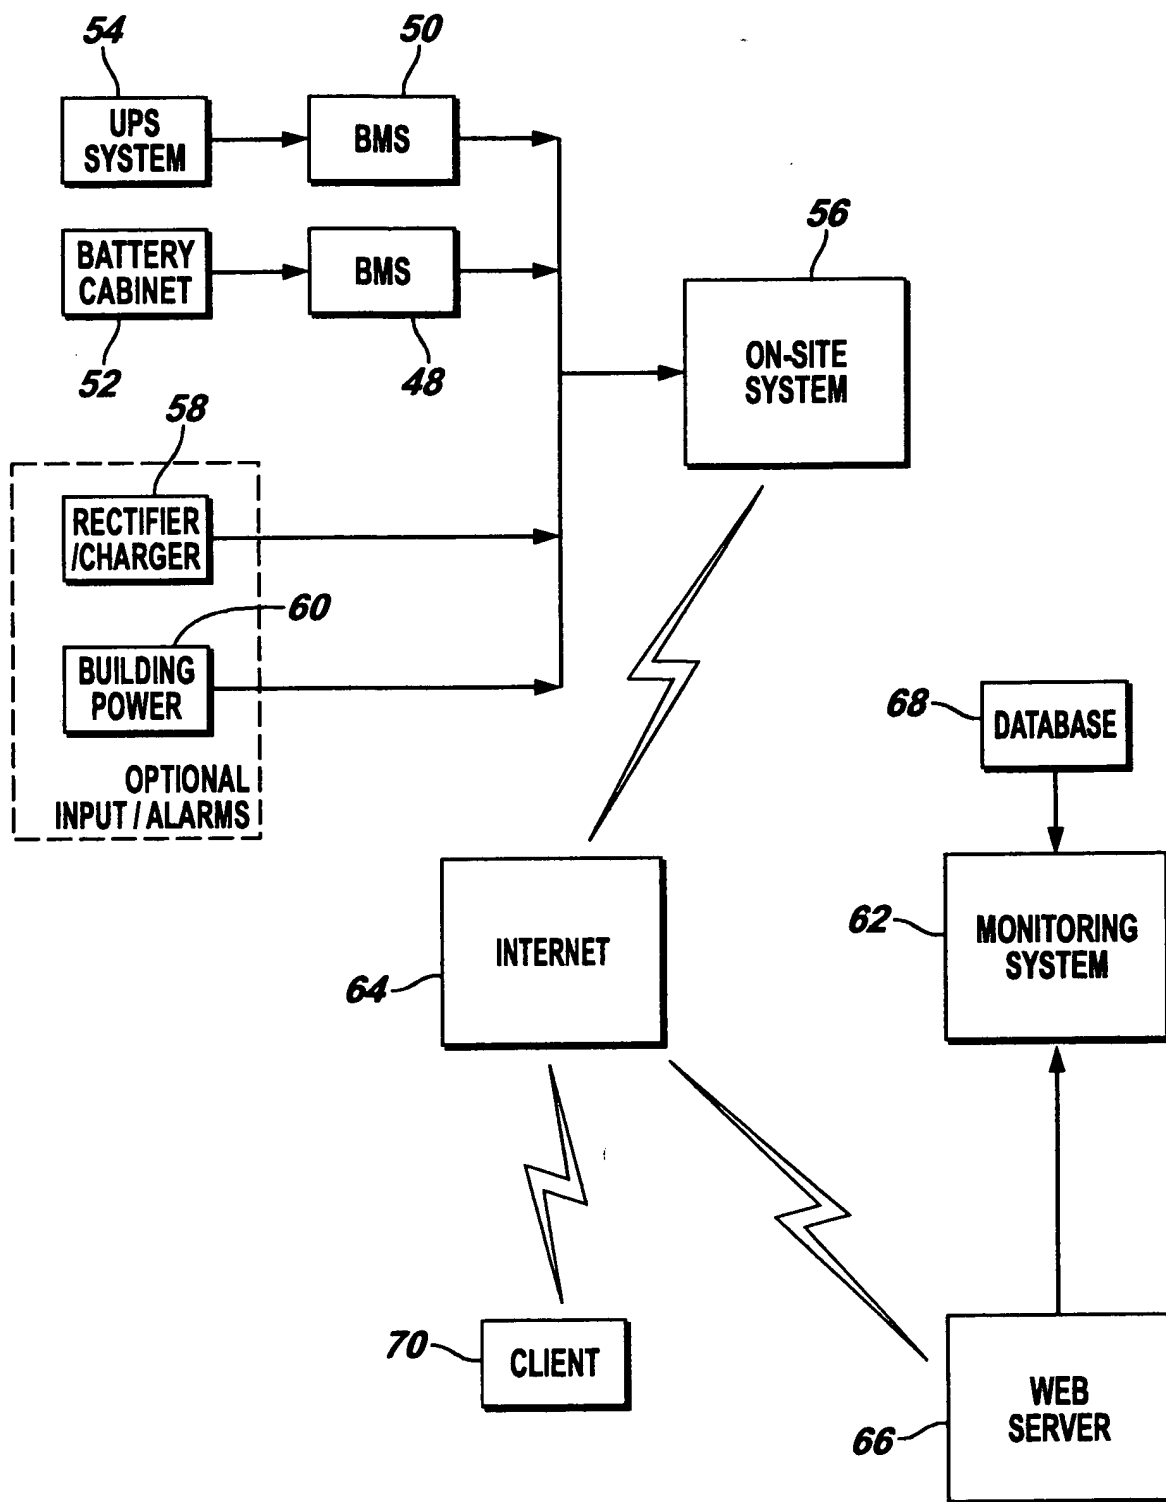 54
50
UPS
SYSTEM
BMS
56
BATTERY
CABINET
BMS
52
48
ON-SITE
SYSTEM
58
RECTIFIER
/CHARGER
60
BUILDING
POWER
OPTIONAL
INPUT / ALARMS
68
DATABASE
INTERNET
64
62
MONITORING
SYSTEM
70
CLIENT
WEB
SERVER
66